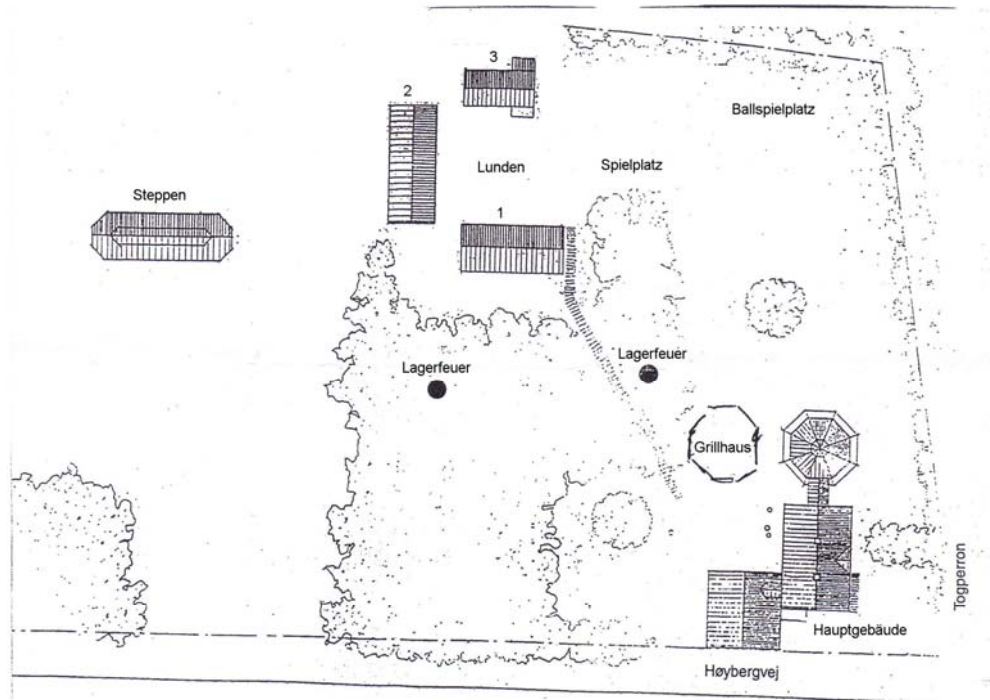 3
2
Ballspielplatz
Lunden
Spielplatz
Steppen
1
Lagerfeuer
Lagerfeuer
Grillhaus
Togperron
Hauptgebäude
Høybergvej